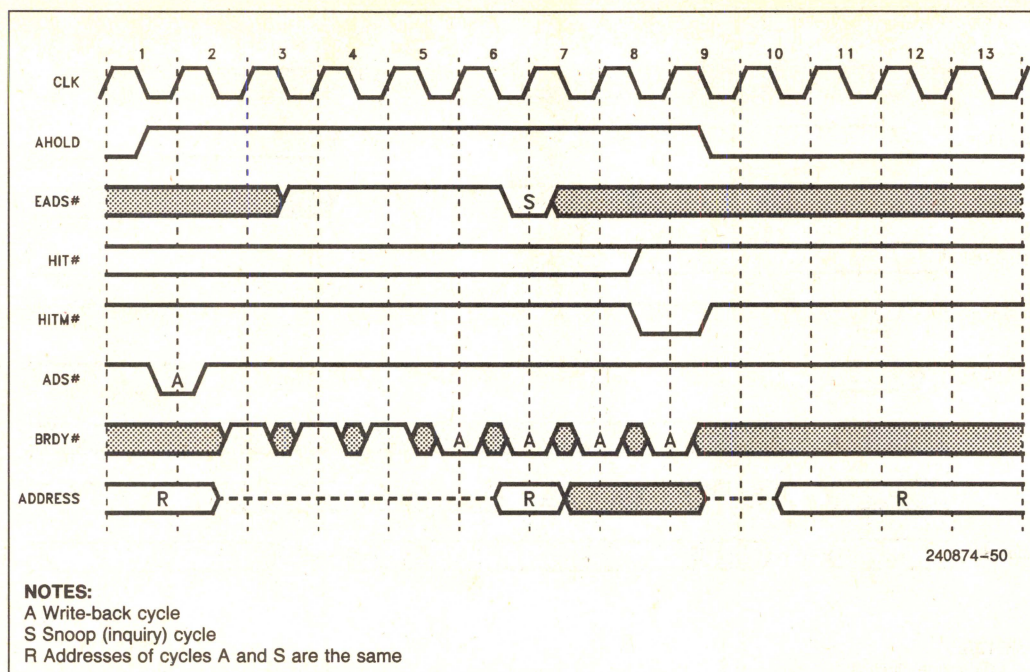 1 2 3 4 5 6 7 8 9 10 11 12 13
CLK
AHOLD
EADS# S
HIT#
HITM#
ADS# A
BRDY# A A A A
ADDRESS R R R
240874–50
NOTES:
A Write-back cycle
S Snoop (inquiry) cycle
R Addresses of cycles A and S are the same